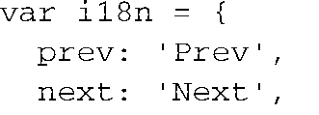 var i18n = {
  prev: 'Prev',
  next: 'Next',